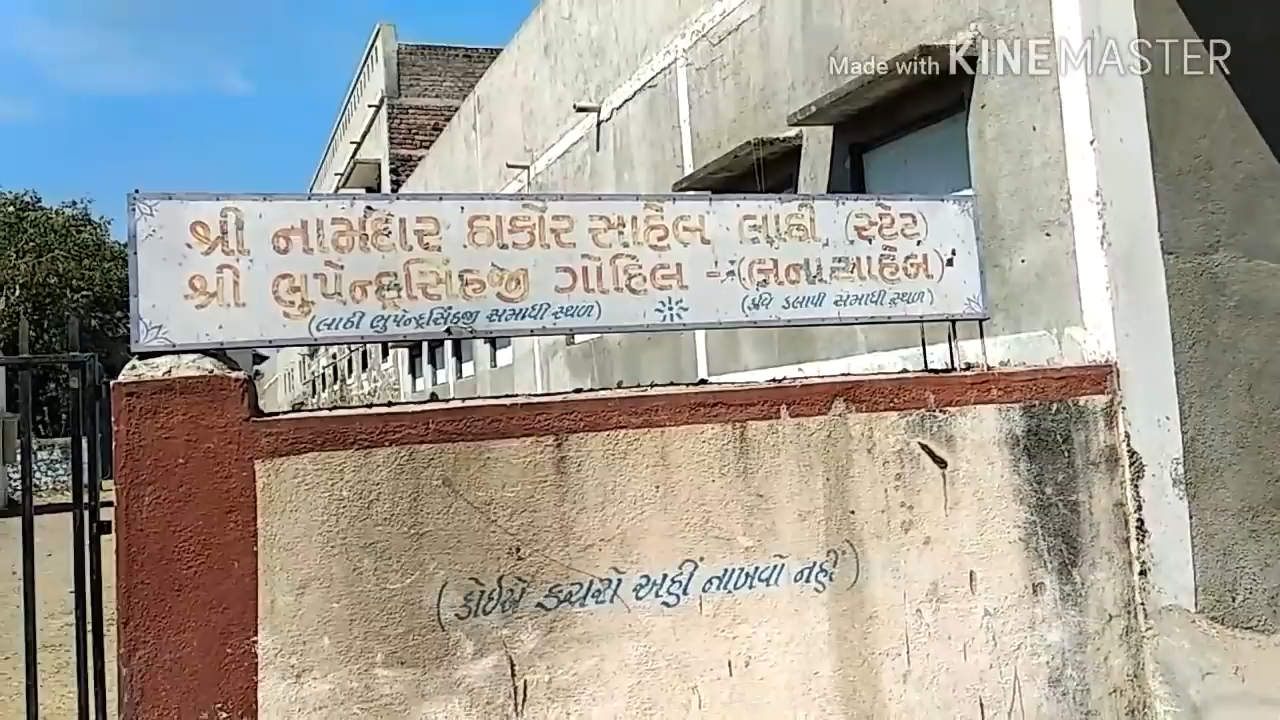 Made with KINEMASTER
શ્રી નામદાર ઠાકોર સાહેબ લાઠી (સ્ટેટ)
શ્રી ભુપેન્દ્રસિંહજી ગોહિલ - (બનાસાહેબ)
(લાઠી ભુપેન્દ્રસિંહજી સમાધી સ્થળ) (કવિ કલાપી સમાધી સ્થળ)
(કોઈએ કચરો અહીં નાખવો નહીં)